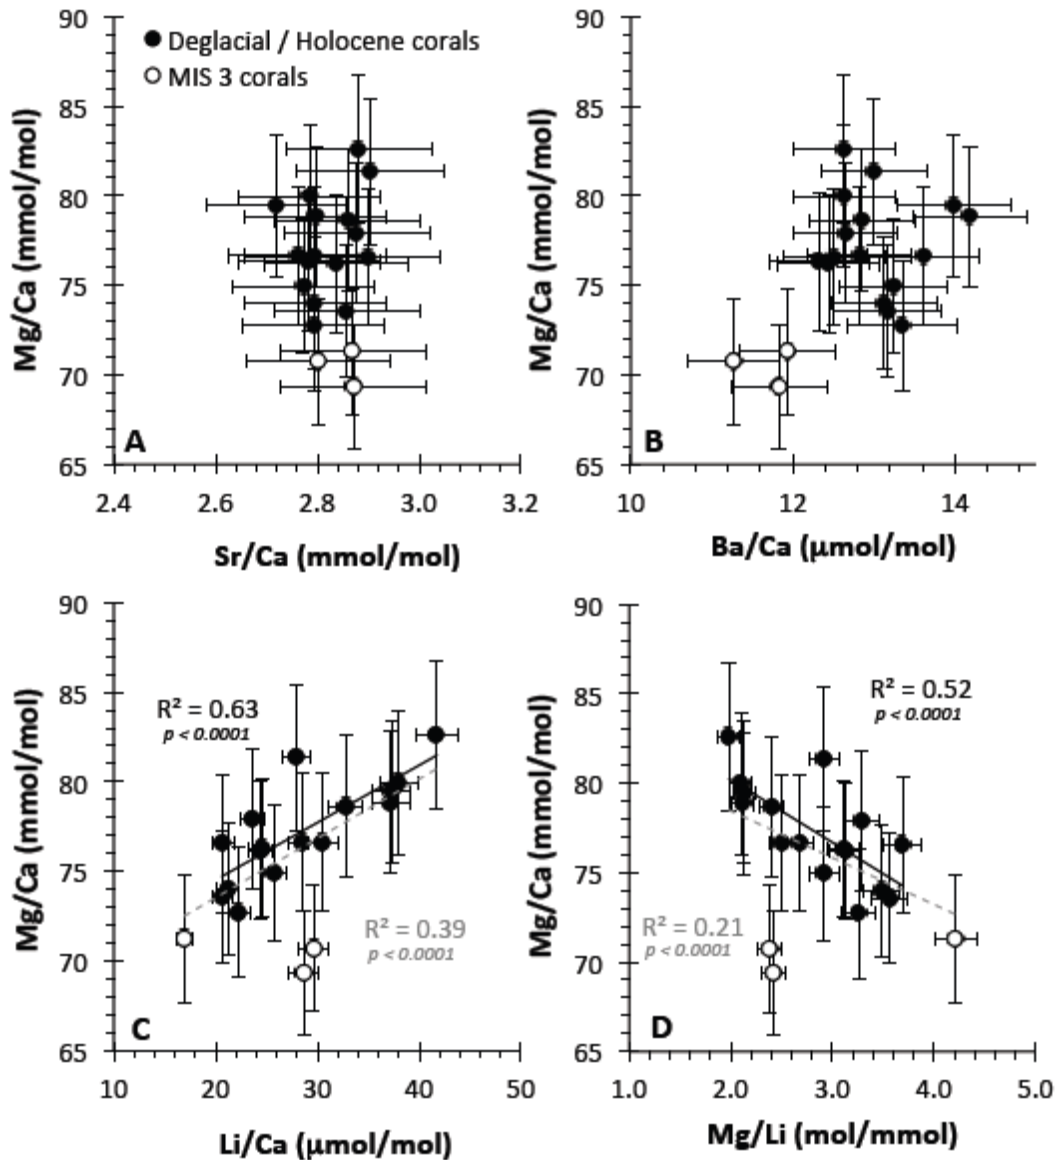 90
85
80
75
70
65
Mg/Ca (mmol/mol)
● Deglacial / Holocene corals
○ MIS 3 corals
A
2.4 2.6 2.8 3.0 3.2
Sr/Ca (mmol/mol)
90
85
80
75
70
65
Mg/Ca (mmol/mol)
B
10 12 14
Ba/Ca (µmol/mol)
90
85
80
75
70
65
Mg/Ca (mmol/mol)
R² = 0.63
p < 0.0001
R² = 0.39
p < 0.0001
C
10 20 30 40 50
Li/Ca (µmol/mol)
90
85
80
75
70
65
Mg/Ca (mmol/mol)
R² = 0.52
p < 0.0001
R² = 0.21
p < 0.0001
D
1.0 2.0 3.0 4.0 5.0
Mg/Li (mol/mmol)